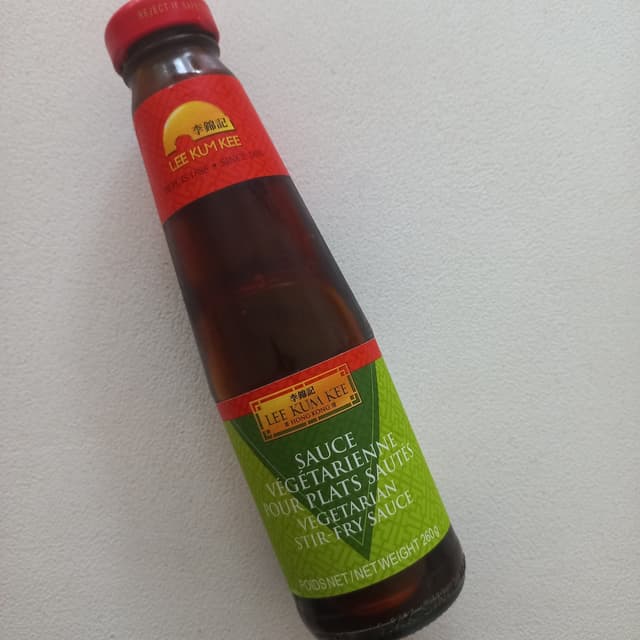 李錦記
LEE KUM KEE
李錦記
LEE KUM KEE
HONG KONG
SAUCE
VÉGÉTARIENNE
POUR PLATS SAUTÉS
VEGETARIAN
STIR-FRY SAUCE
POIDS NET/NET WEIGHT 260g